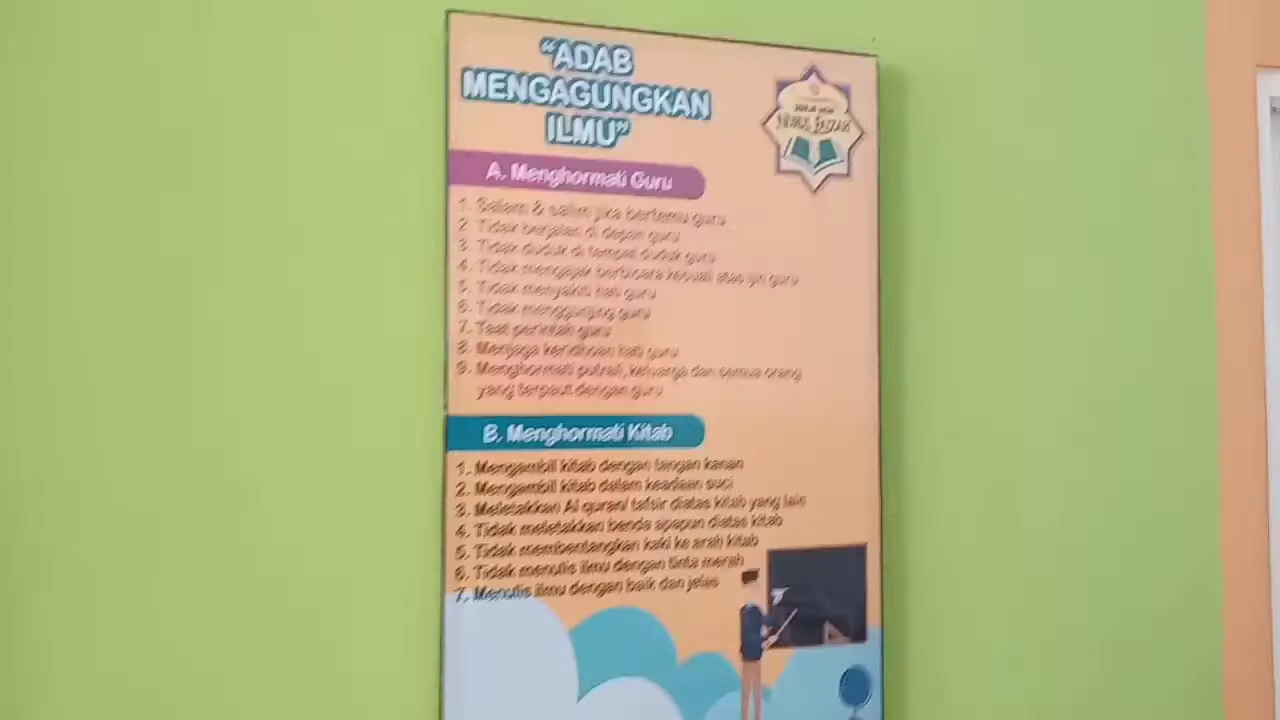 "ADAB
MENGAGUNGKAN
ILMU"
NURUL
A. Menghormati Guru
1. Salam & salim jika bertemu guru
2. Tidak berjalan di depan guru
3. Tidak duduk di tempat duduk guru
4. Tidak mengajak berbicara kecuali atas ijin guru
5. Tidak menyakiti hati guru
6. Tidak menggunjing guru
7. Taat perintah guru
8. Menjaga keridhoan hati guru
9. Menghormati keluarga dan semua orang
yang terpaut dengan guru
B. Menghormati Kitab
1. Mengambil kitab dengan tangan kanan
2. Mengambil kitab dalam keadaan suci
3. Meletakkan Al quran/ tafsir diatas kitab yang lain
4. Tidak meletakkan benda apapun diatas kitab
5. Tidak membentangkan kaki ke arah kitab
6. Tidak menulis ilmu dengan tinta merah
7. Menulis ilmu dengan baik dan jelas